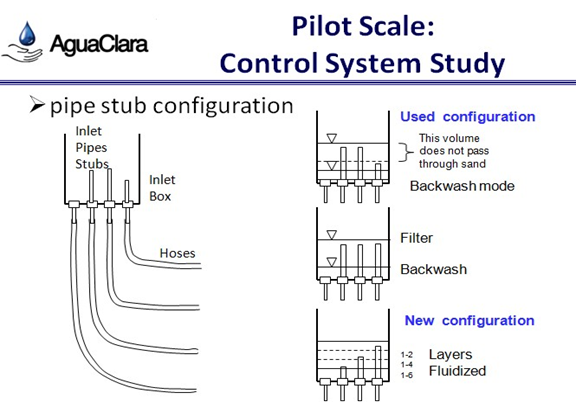 AguaClara
Pilot Scale:
Control System Study
➢pipe stub configuration
Inlet
Pipes
Stubs
Inlet
Box
Hoses
Used configuration
This volume
does not pass
through sand
Backwash mode
Filter
Backwash
New configuration
1-2 Layers
1-4 Fluidized
1-6